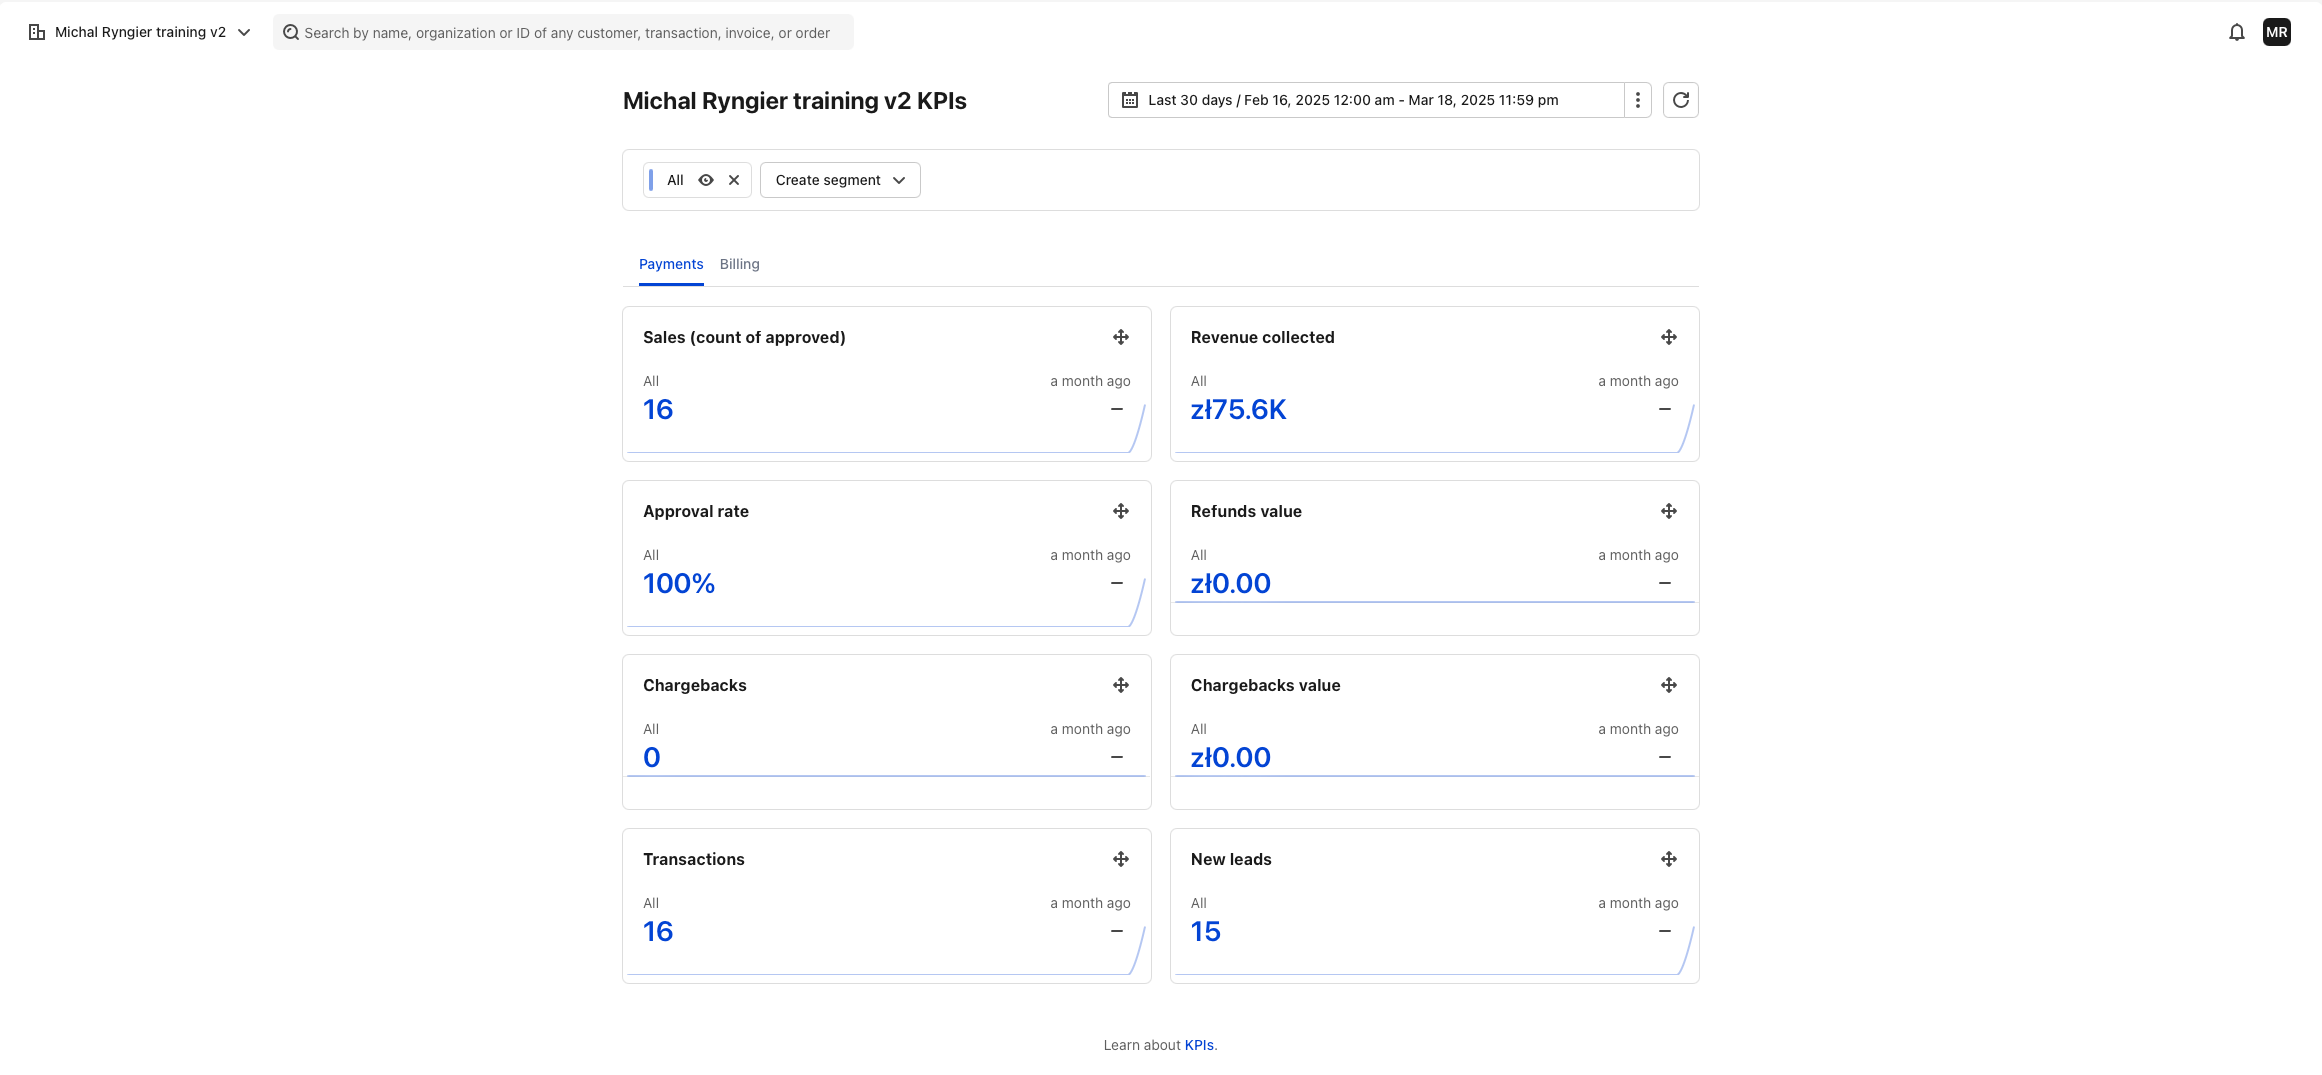 Michal Ryngier training v2
Search by name, organization or ID of any customer, transaction, invoice, or order
MR
Michal Ryngier training v2 KPIs
Last 30 days / Feb 16, 2025 12:00 am - Mar 18, 2025 11:59 pm
All
Create segment
Payments
Billing
Sales (count of approved)
All
a month ago
16
–
Revenue collected
All
a month ago
zł75.6K
–
Approval rate
All
a month ago
100%
–
Refunds value
All
a month ago
zł0.00
–
Chargebacks
All
a month ago
0
–
Chargebacks value
All
a month ago
zł0.00
–
Transactions
All
a month ago
16
–
New leads
All
a month ago
15
–
Learn about KPIs.